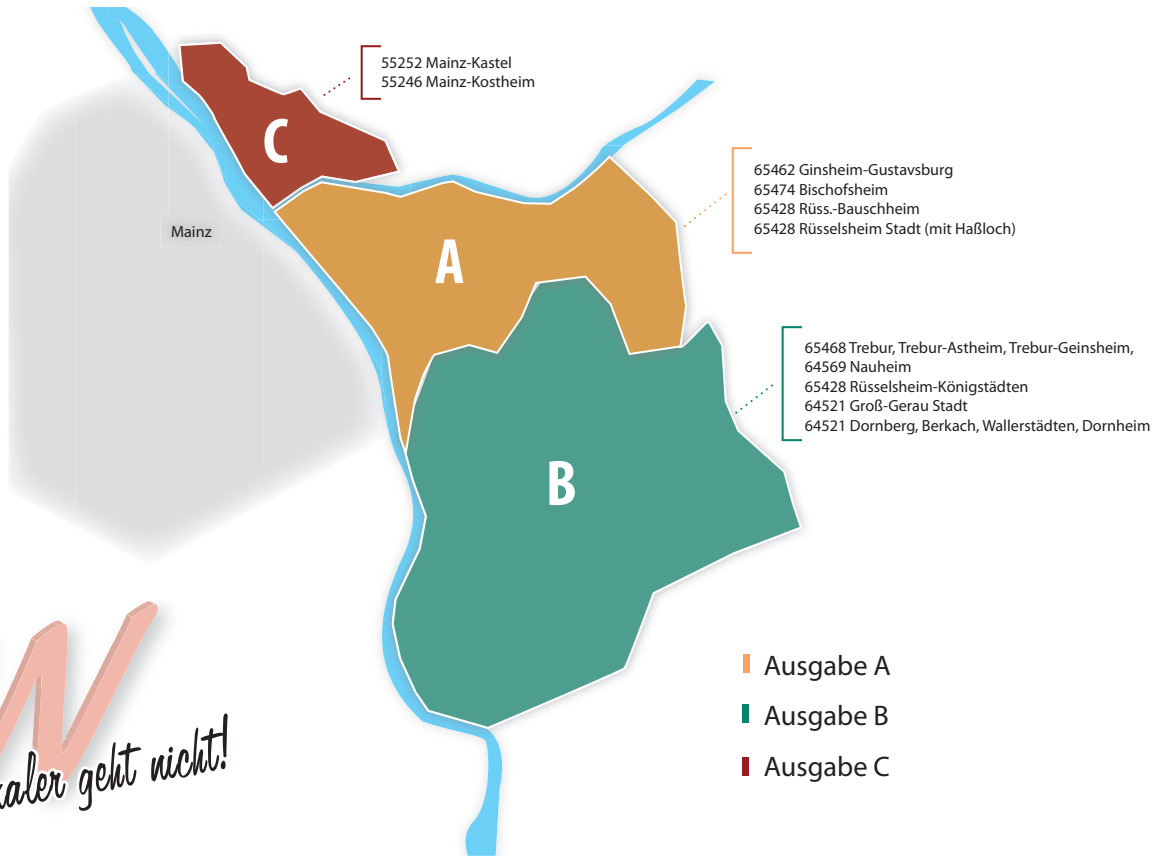 55252 Mainz-Kastel
55246 Mainz-Kostheim
C
65462 Ginsheim-Gustavsburg
65474 Bischofsheim
65428 Rüss.-Bauschheim
65428 Rüsselsheim Stadt (mit Haßloch)
Mainz
A
65468 Trebur, Trebur-Astheim, Trebur-Geinsheim,
64569 Nauheim
65428 Rüsselsheim-Königstädten
64521 Groß-Gerau Stadt
64521 Dornberg, Berkach, Wallerstädten, Dornheim
B
W
geht nicht!
Ausgabe A
Ausgabe B
Ausgabe C